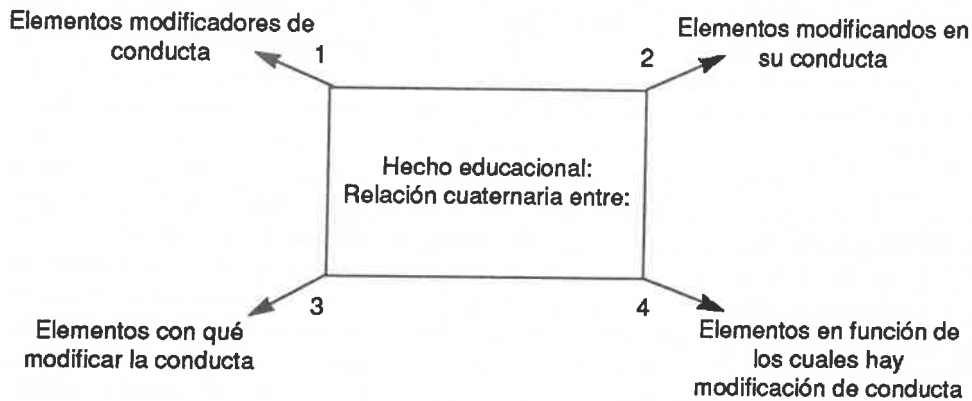 Elementos modificadores de
conducta
1
2
Elementos modificandos en
su conducta
Hecho educacional:
Relación cuaternaria entre:
3
4
Elementos con qué
modificar la conducta
Elementos en función de
los cuales hay
modificación de conducta